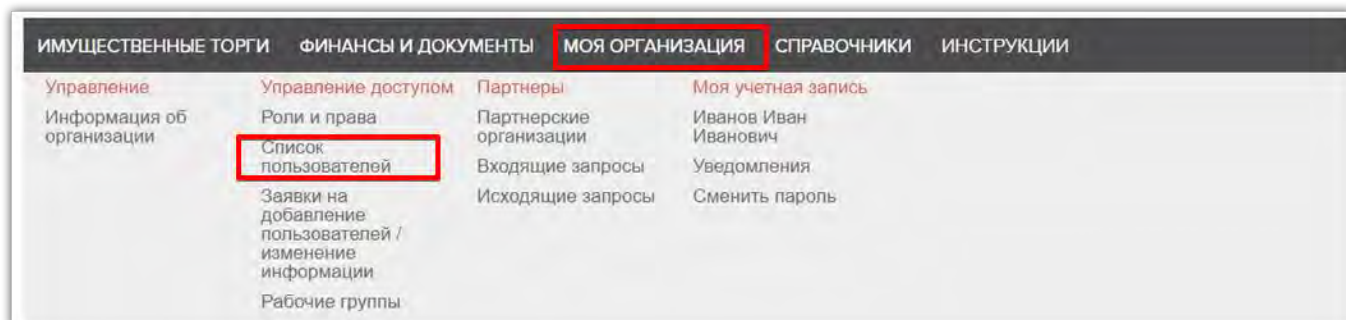 ИМУЩЕСТВЕННЫЕ ТОРГИ ФИНАНСЫ И ДОКУМЕНТЫ МОЯ ОРГАНИЗАЦИЯ СПРАВОЧНИКИ ИНСТРУКЦИИ
Управление
Информация об
организации
Управление доступом
Роли и права
Список
пользователей
Заявки на
добавление
пользователей /
изменение
информации
Рабочие группы
Партнеры
Партнерские
организации
Входящие запросы
Исходящие запросы
Моя учетная запись
Иванов Иван
Иванович
Уведомления
Сменить пароль